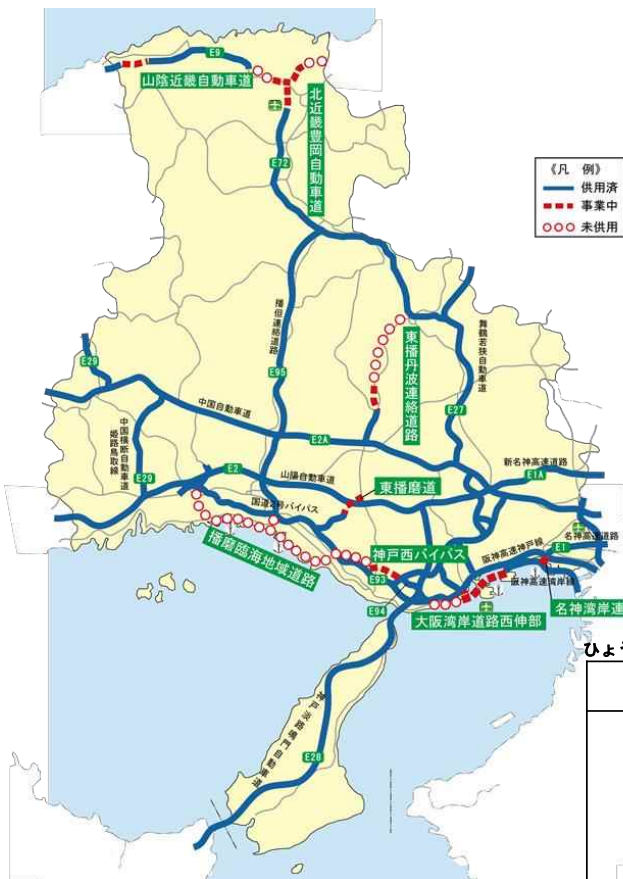 E9
山陰近畿自動車道
北近畿豊岡自動車道
E72
《凡 例》
供用済
事業中
未供用
播但連絡道路
E95
東播丹波連絡道路
舞鶴若狭自動車道
E29
中国自動車道
E27
中国横断自動車道
姫路鳥取線
E2A
新名神高速道路
E1A
E29
E2
山陽自動車道
東播磨道
国道2号バイパス
名神高速道路
E1
播磨臨海地域道路
神戸西バイパス
阪神高速神戸線
阪神高速湾岸線
E93
E94
大阪湾岸道路西伸部
名神湾岸連
ひょう
神戸淡路鳴門自動車道
E28